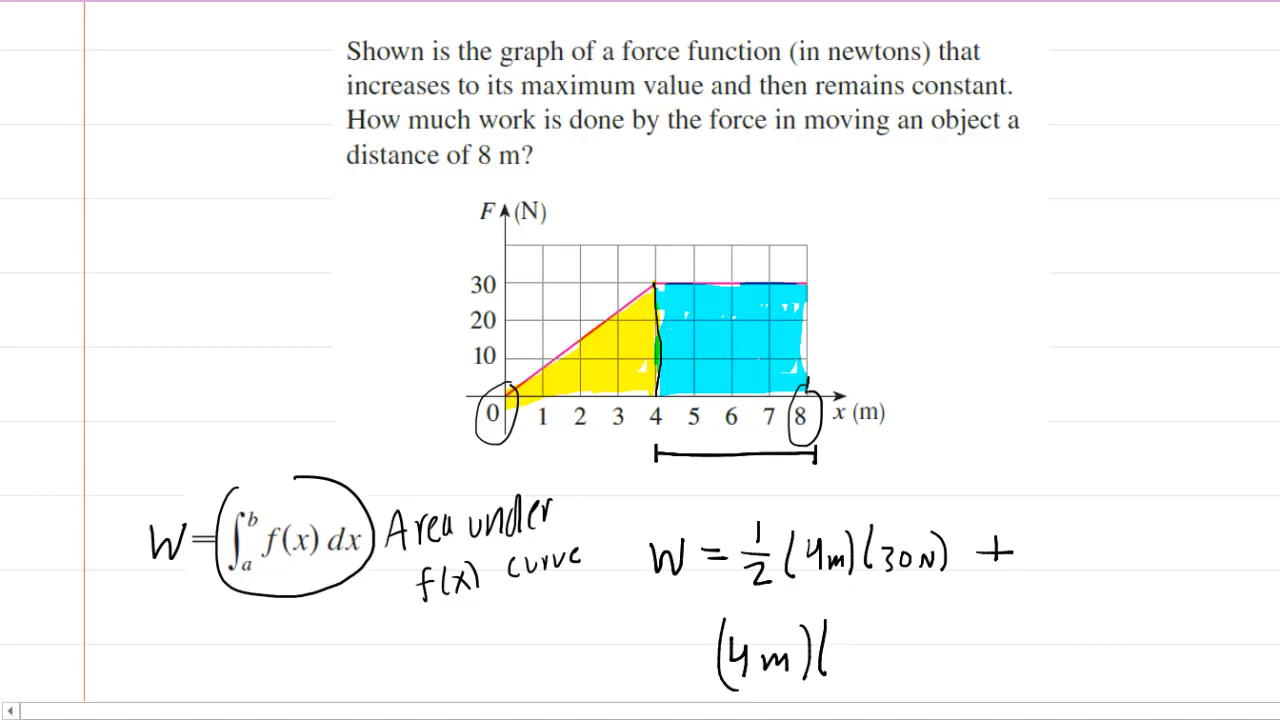 Shown is the graph of a force function (in newtons) that
increases to its maximum value and then remains constant.
How much work is done by the force in moving an object a
distance of 8 m?
F (N)
30
20
10
0 1 2 3 4 5 6 7 8 x (m)
W = ∫ₐᵇ f(x) dx Area under
f(x) curve
W = 1/2 (4m)(30N) +
(4m)(